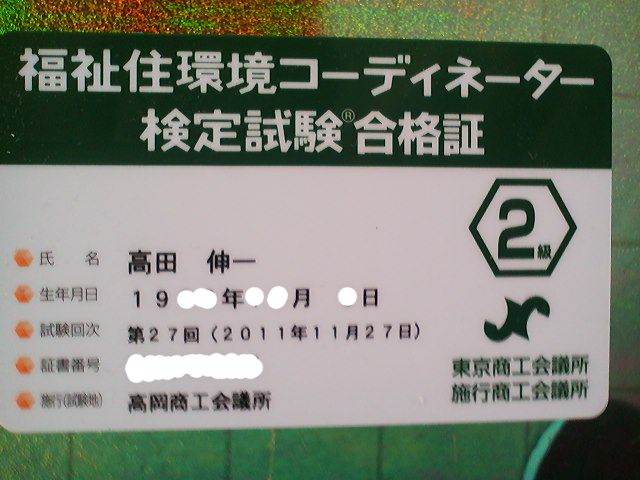 福祉住環境コーディネーター
検定試験®合格証
2級
氏名 高田 伸一
生年月日 19 年 月 日
試験回次 第27回(2011年11月27日)
証書番号
施行(試験地)高岡商工会議所
東京商工会議所
施行商工会議所